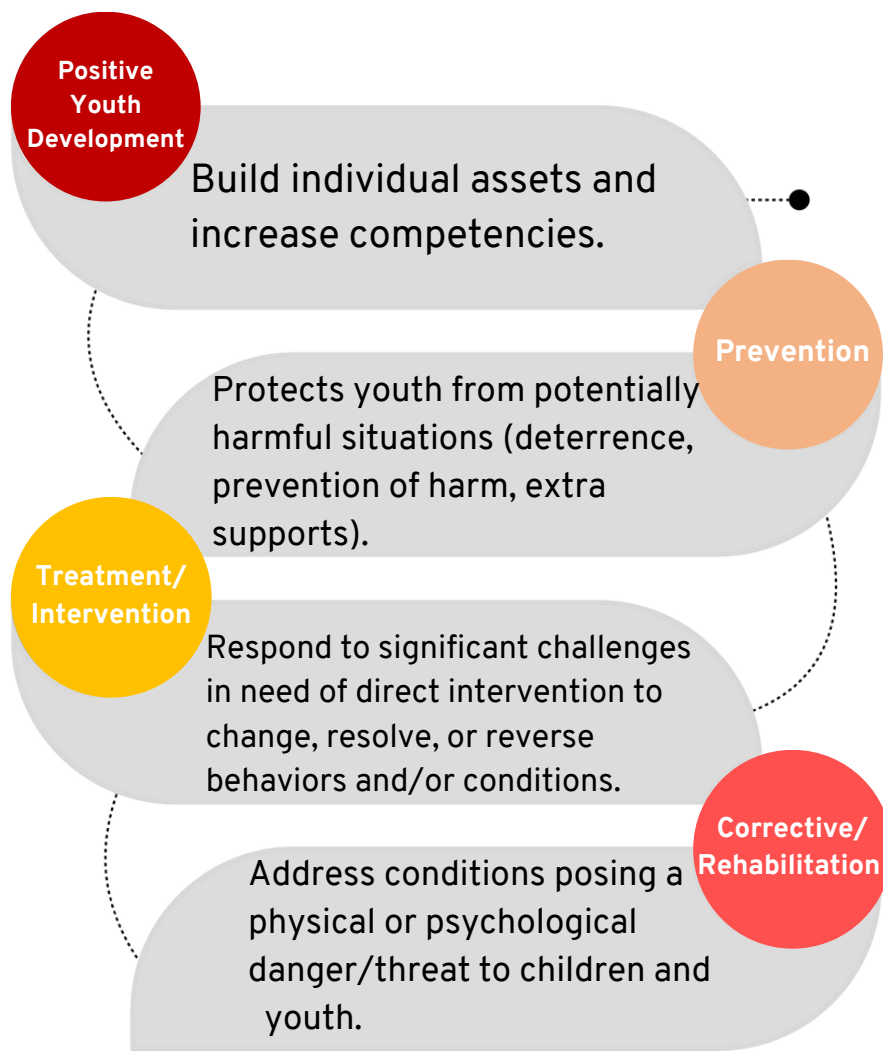 Positive
Youth
Development
Build individual assets and
increase competencies.
Prevention
Protects youth from potentially
harmful situations (deterrence,
prevention of harm, extra
supports).
Treatment/
Intervention
Respond to significant challenges
in need of direct intervention to
change, resolve, or reverse
behaviors and/or conditions.
Corrective/
Rehabilitation
Address conditions posing a
physical or psychological
danger/threat to children and
youth.